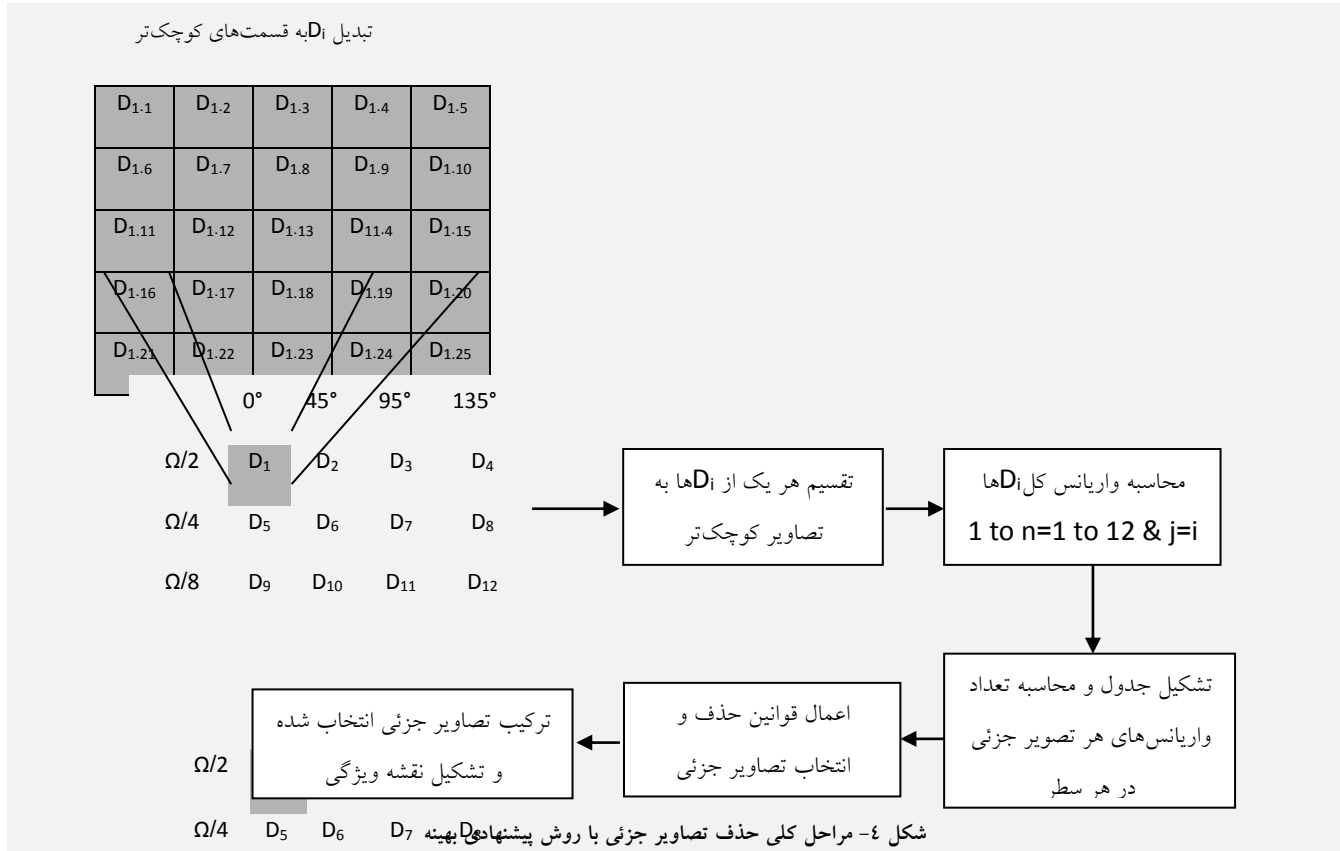 تبدیل Diبه قسمت‌های کوچک‌تر
D1.1 D1.2 D1.3 D1.4 D1.5
D1.6 D1.7 D1.8 D1.9 D1.10
D1.11 D1.12 D1.13 D11.4 D1.15
D1.16 D1.17 D1.18 D1.19 D1.20
D1.21 D1.22 D1.23 D1.24 D1.25
0° 45° 95° 135°
Ω/2 D1 D2 D3 D4
Ω/4 D5 D6 D7 D8
Ω/8 D9 D10 D11 D12
تقسیم هر یک از Diها به
تصاویر کوچک‌تر
محاسبه واریانس کلDiها
1 to n=1 to 12 & j=i
تشکیل جدول و محاسبه تعداد
واریانس‌های هر تصویر جزئی
در هر سطر
اعمال قوانین حذف و
انتخاب تصاویر جزئی
ترکیب تصاویر جزئی انتخاب شده
و تشکیل نقشه ویژگی
Ω/2
Ω/4 D5 D6 D7 D8
شکل ٤- مراحل کلی حذف تصاویر جزئی با روش پیشنهادی بهینه